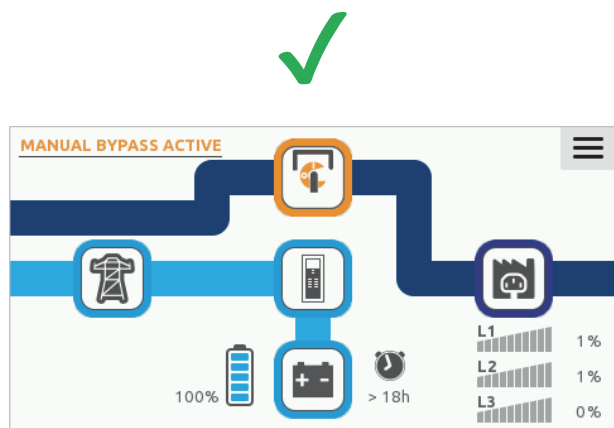 MANUAL BYPASS ACTIVE
L1 1%
L2 1%
L3 0%
100%
> 18h